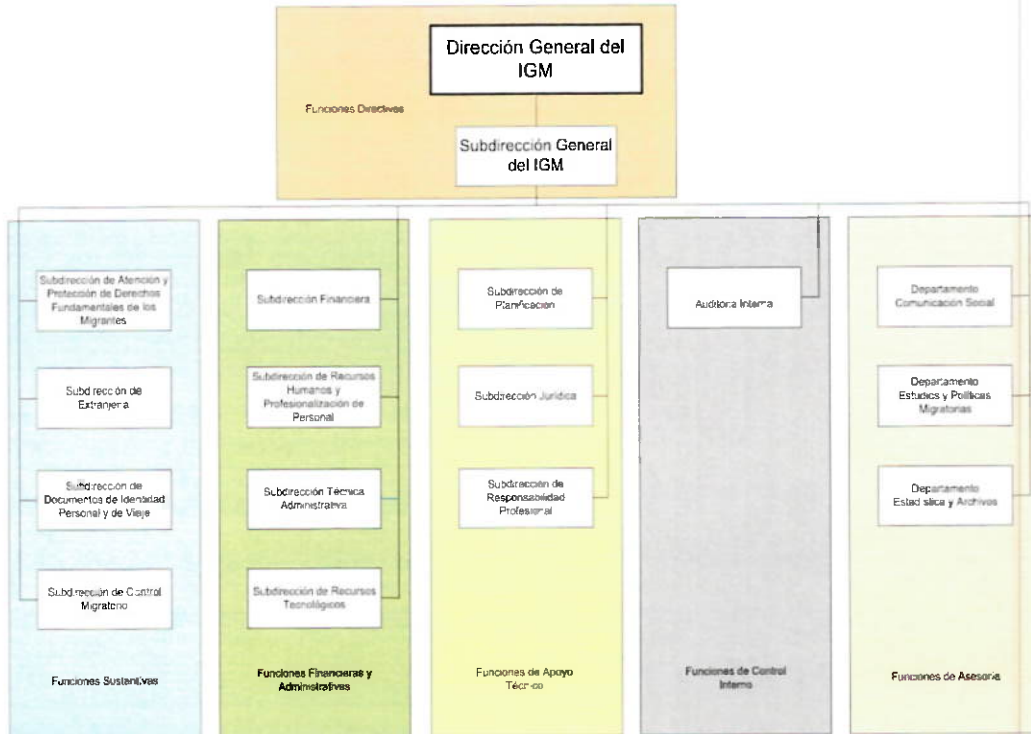 Dirección General del
IGM
Funciones Directivas
Subdirección General
del IGM
Subdirección de Atención y
Protección de Derechos
Fundamentales de los
Migrantes
Subdirección de
Extranjeria
Subdirección de
Documentos de Identidad
Personal y de Viaje
Subdirección de Control
Migratorio
Funciones Sustantivas
Subdirección Financiera
Subdirección de Recursos
Humanos y
Profesionalización de
Personal
Subdirección Técnica
Administrativa
Subdirección de Recursos
Tecnológicos
Funciones Financieras y
Administrativas
Subdirección de
Planificación
Subdirección Jurídica
Subdirección de
Responsabilidad
Profesional
Funciones de Apoyo
Técnico
Auditoria Interna
Funciones de Control
Interno
Departamento
Comunicación Social
Departamento
Estudios y Políticas
Migratorias
Departamento
Estadística y Archivos
Funciones de Asesoría